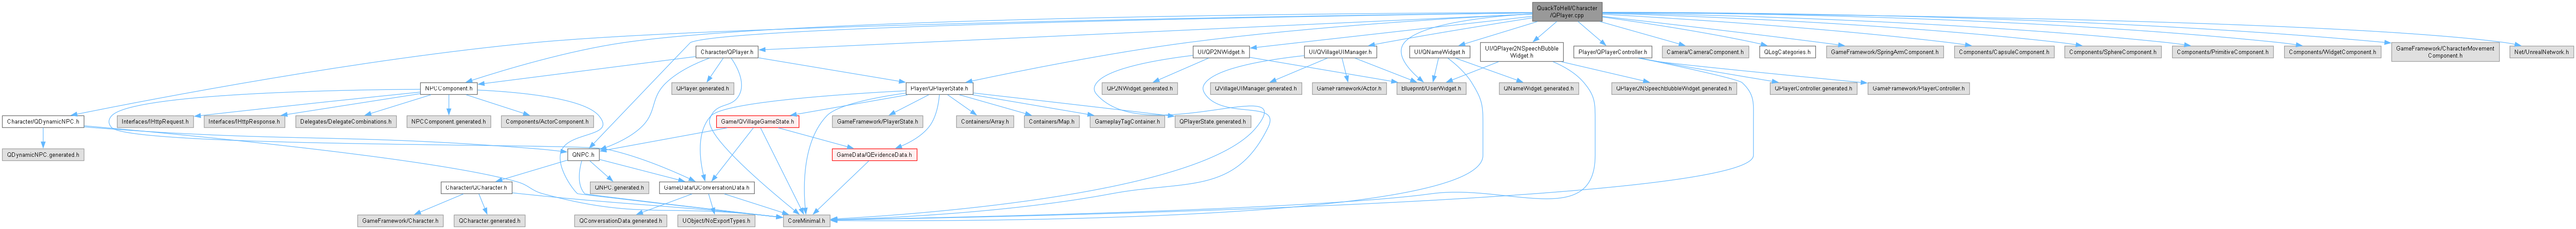 QuackToHell/Character
/QPlayer.cpp
Character/QPlayer.h
UI/QP2NWidget.h
UI/QVillageUIManager.h
UI/QNameWidget.h
UI/QPlayer2NSpeechBubble
Widget.h
Player/QPlayerController.h
Camera/CameraComponent.h
QLogCategories.h
GameFramework/SpringArmComponent.h
Components/CapsuleComponent.h
Components/SphereComponent.h
Components/PrimitiveComponent.h
Components/WidgetComponent.h
GameFramework/CharacterMovement
Component.h
Net/UnrealNetwork.h
NPCComponent.h
QPlayer.generated.h
Player/QPlayerState.h
QP2NWidget.generated.h
QVillageUIManager.generated.h
GameFramework/Actor.h
Blueprint/UserWidget.h
QNameWidget.generated.h
QPlayer2NSpeechBubbleWidget.generated.h
QPlayerController.generated.h
GameFramework/PlayerController.h
Character/QDynamicNPC.h
Interfaces/IHttpRequest.h
Interfaces/IHttpResponse.h
Delegates/DelegateCombinations.h
NPCComponent.generated.h
Components/ActorComponent.h
Game/QVillageGameState.h
GameFramework/PlayerState.h
Containers/Array.h
Containers/Map.h
GameplayTagContainer.h
QPlayerState.generated.h
QDynamicNPC.generated.h
QNPC.h
GameData/QEvidenceData.h
Character/QCharacter.h
QNPC.generated.h
GameData/QConversationData.h
GameFramework/Character.h
QCharacter.generated.h
QConversationData.generated.h
UObject/NoExportTypes.h
CoreMinimal.h